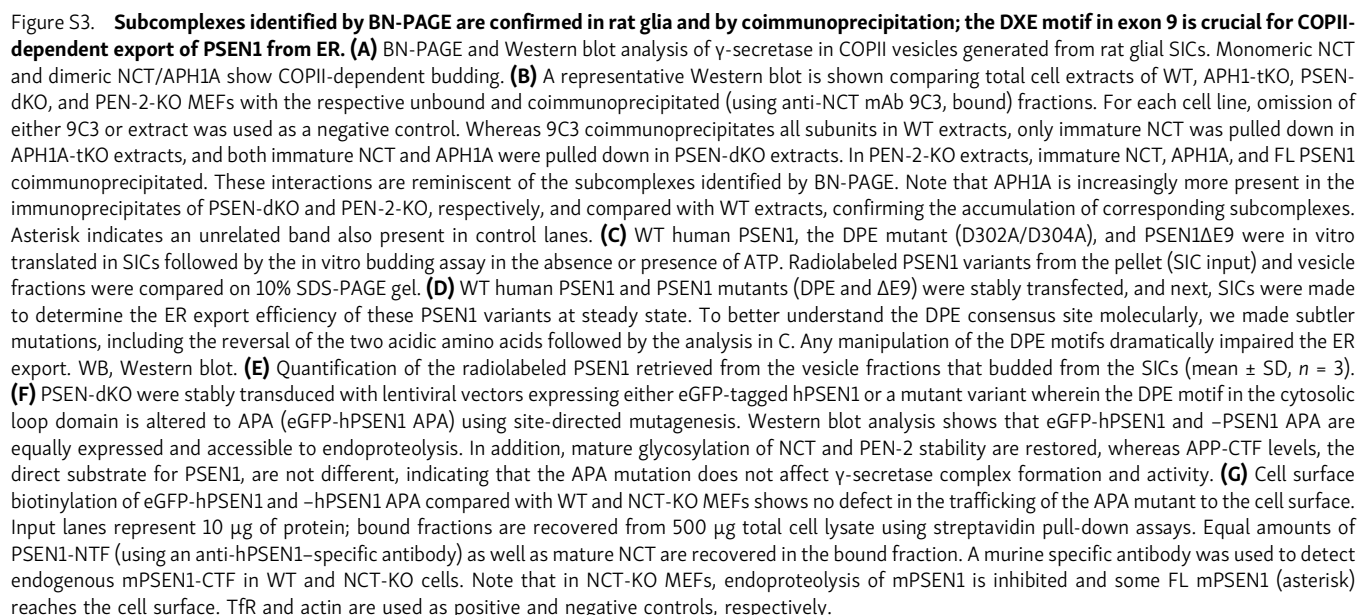 Figure S3. Subcomplexes identified by BN-PAGE are confirmed in rat glia and by coimmunoprecipitation; the DXE motif in exon 9 is crucial for COPII-
dependent export of PSEN1 from ER. (A) BN-PAGE and Western blot analysis of γ-secretase in COPII vesicles generated from rat glial SICs. Monomeric NCT
and dimeric NCT/APH1A show COPII-dependent budding. (B) A representative Western blot is shown comparing total cell extracts of WT, APH1-tKO, PSEN-
dKO, and PEN-2-KO MEFs with the respective unbound and coimmunoprecipitated (using anti-NCT mAb 9C3, bound) fractions. For each cell line, omission of
either 9C3 or extract was used as a negative control. Whereas 9C3 coimmunoprecipitates all subunits in WT extracts, only immature NCT was pulled down in
APH1A-tKO extracts, and both immature NCT and APH1A were pulled down in PSEN-dKO extracts. In PEN-2-KO extracts, immature NCT, APH1A, and FL PSEN1
coimmunoprecipitated. These interactions are reminiscent of the subcomplexes identified by BN-PAGE. Note that APH1A is increasingly more present in the
immunoprecipitates of PSEN-dKO and PEN-2-KO, respectively, and compared with WT extracts, confirming the accumulation of corresponding subcomplexes.
Asterisk indicates an unrelated band also present in control lanes. (C) WT human PSEN1, the DPE mutant (D302A/D304A), and PSEN1ΔE9 were in vitro
translated in SICs followed by the in vitro budding assay in the absence or presence of ATP. Radiolabeled PSEN1 variants from the pellet (SIC input) and vesicle
fractions were compared on 10% SDS-PAGE gel. (D) WT human PSEN1 and PSEN1 mutants (DPE and ΔE9) were stably transfected, and next, SICs were made
to determine the ER export efficiency of these PSEN1 variants at steady state. To better understand the DPE consensus site molecularly, we made subtler
mutations, including the reversal of the two acidic amino acids followed by the analysis in C. Any manipulation of the DPE motifs dramatically impaired the ER
export. WB, Western blot. (E) Quantification of the radiolabeled PSEN1 retrieved from the vesicle fractions that budded from the SICs (mean ± SD, n = 3).
(F) PSEN-dKO were stably transduced with lentiviral vectors expressing either eGFP-tagged hPSEN1 or a mutant variant wherein the DPE motif in the cytosolic
loop domain is altered to APA (eGFP-hPSEN1 APA) using site-directed mutagenesis. Western blot analysis shows that eGFP-hPSEN1 and –PSEN1 APA are
equally expressed and accessible to endoproteolysis. In addition, mature glycosylation of NCT and PEN-2 stability are restored, whereas APP-CTF levels, the
direct substrate for PSEN1, are not different, indicating that the APA mutation does not affect γ-secretase complex formation and activity. (G) Cell surface
biotinylation of eGFP-hPSEN1 and –hPSEN1 APA compared with WT and NCT-KO MEFs shows no defect in the trafficking of the APA mutant to the cell surface.
Input lanes represent 10 μg of protein; bound fractions are recovered from 500 μg total cell lysate using streptavidin pull-down assays. Equal amounts of
PSEN1-NTF (using an anti-hPSEN1–specific antibody) as well as mature NCT are recovered in the bound fraction. A murine specific antibody was used to detect
endogenous mPSEN1-CTF in WT and NCT-KO cells. Note that in NCT-KO MEFs, endoproteolysis of mPSEN1 is inhibited and some FL mPSEN1 (asterisk)
reaches the cell surface. TfR and actin are used as positive and negative controls, respectively.